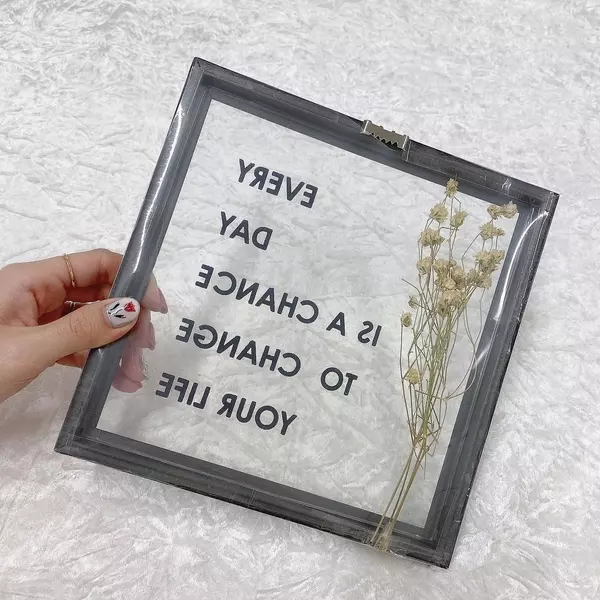 EVERY
DAY
IS A CHANCE
TO CHANGE
YOUR LIFE